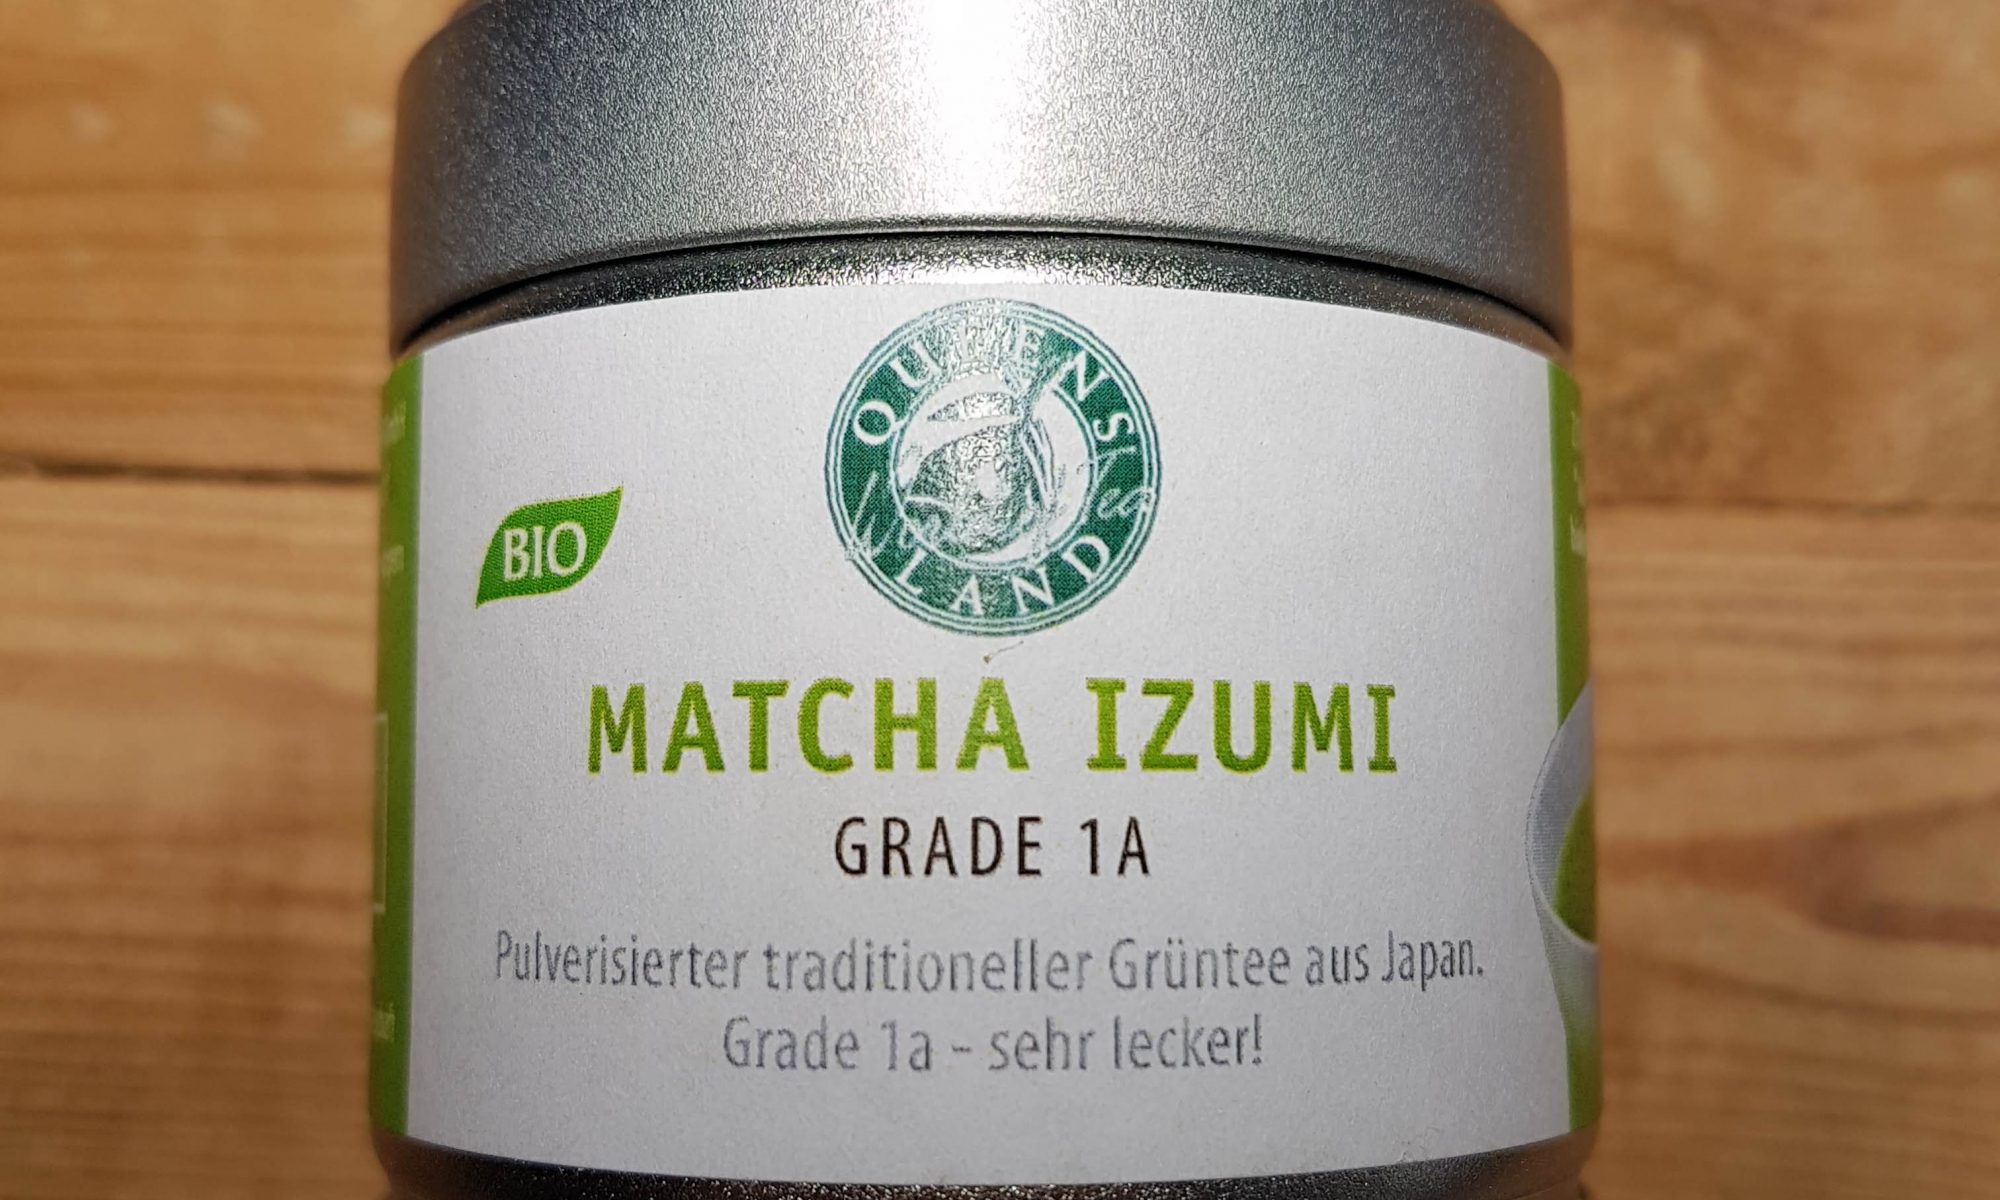 QUEENS
LAND
BIO
MATCHA IZUMI
GRADE 1A
Pulverisierter traditioneller Grüntee aus Japan.
Grade 1a - sehr lecker!